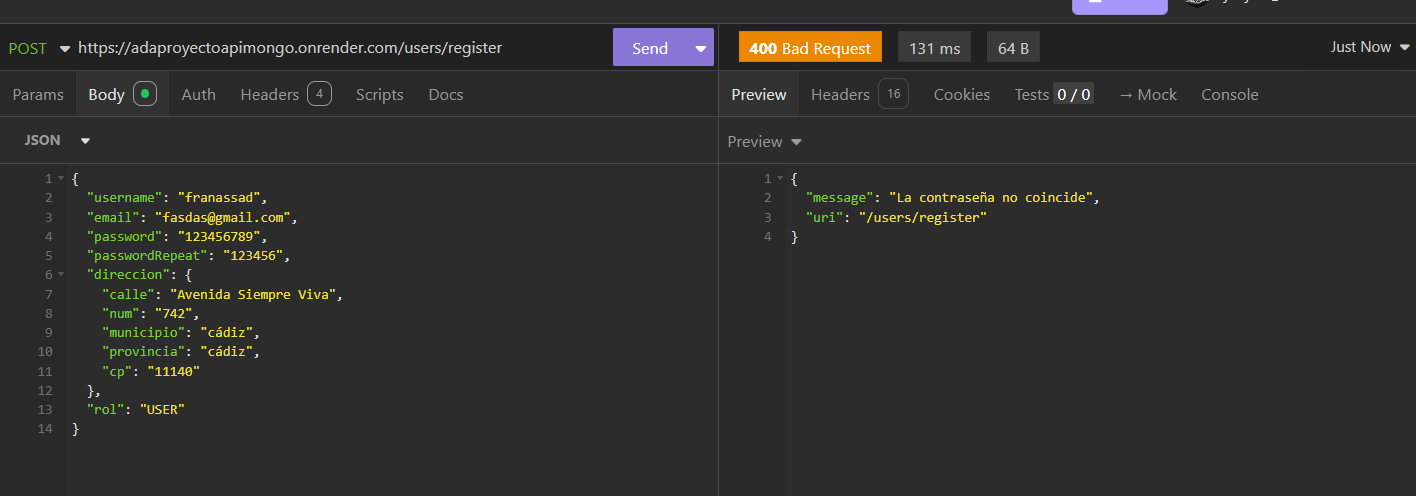 POST https://adaproyectoapimongo.onrender.com/users/register Send
400 Bad Request 131 ms 64 B Just Now
Params Body Auth Headers 4 Scripts Docs
Preview Headers 16 Cookies Tests 0 / 0 → Mock Console
JSON
Preview
1 {
2 "username": "franassad",
3 "email": "fasdas@gmail.com",
4 "password": "123456789",
5 "passwordRepeat": "123456",
6 "direccion": {
7 "calle": "Avenida Siempre Viva",
8 "num": "742",
9 "municipio": "cádiz",
10 "provincia": "cádiz",
11 "cp": "11140"
12 },
13 "rol": "USER"
14 }
1 {
2 "message": "La contraseña no coincide",
3 "uri": "/users/register"
4 }